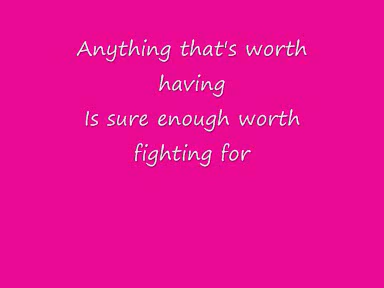 Anything that's worth
having
Is sure enough worth
fighting for